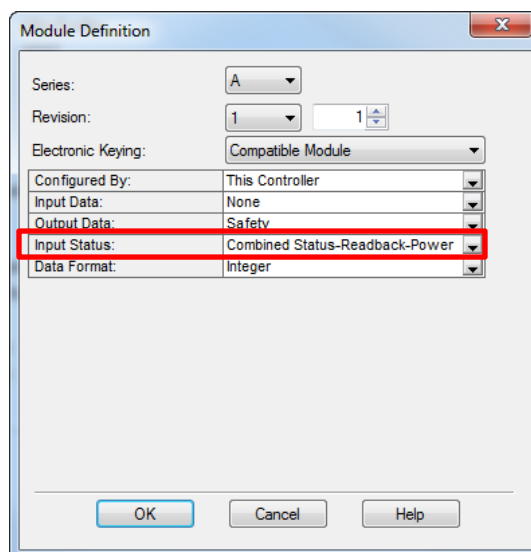 Module Definition
Series: A
Revision: 1 1
Electronic Keying: Compatible Module
Configured By: This Controller
Input Data: None
Output Data: Safety
Input Status: Combined Status-Readback-Power
Data Format: Integer
OK Cancel Help